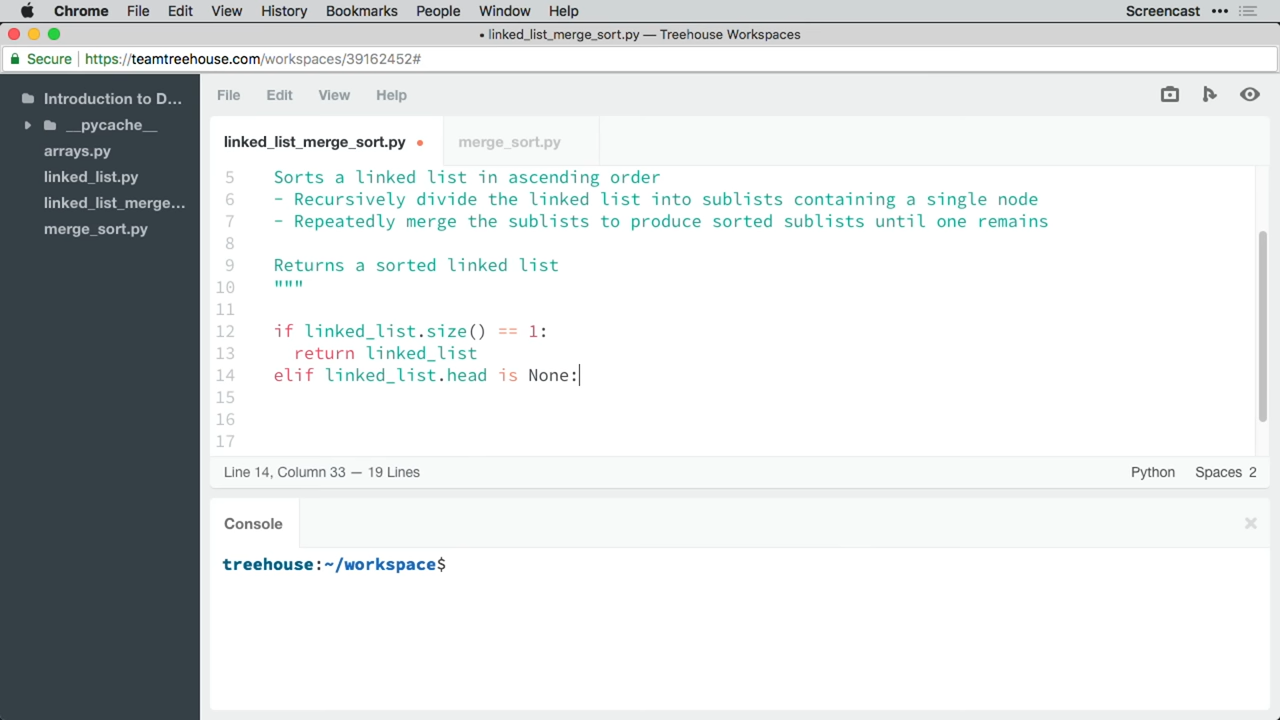 Chrome File Edit View History Bookmarks People Window Help Screencast •••
• linked_list_merge_sort.py — Treehouse Workspaces
Secure https://teamtreehouse.com/workspaces/39162452#
Introduction to D...
__pycache__
arrays.py
linked_list.py
linked_list_merge...
merge_sort.py
File Edit View Help
linked_list_merge_sort.py • merge_sort.py
5 Sorts a linked list in ascending order
6 - Recursively divide the linked list into sublists containing a single node
7 - Repeatedly merge the sublists to produce sorted sublists until one remains
8
9 Returns a sorted linked list
10 """
11
12 if linked_list.size() == 1:
13 return linked_list
14 elif linked_list.head is None:
15
16
17
Line 14, Column 33 — 19 Lines Python Spaces 2
Console
treehouse:~/workspace$